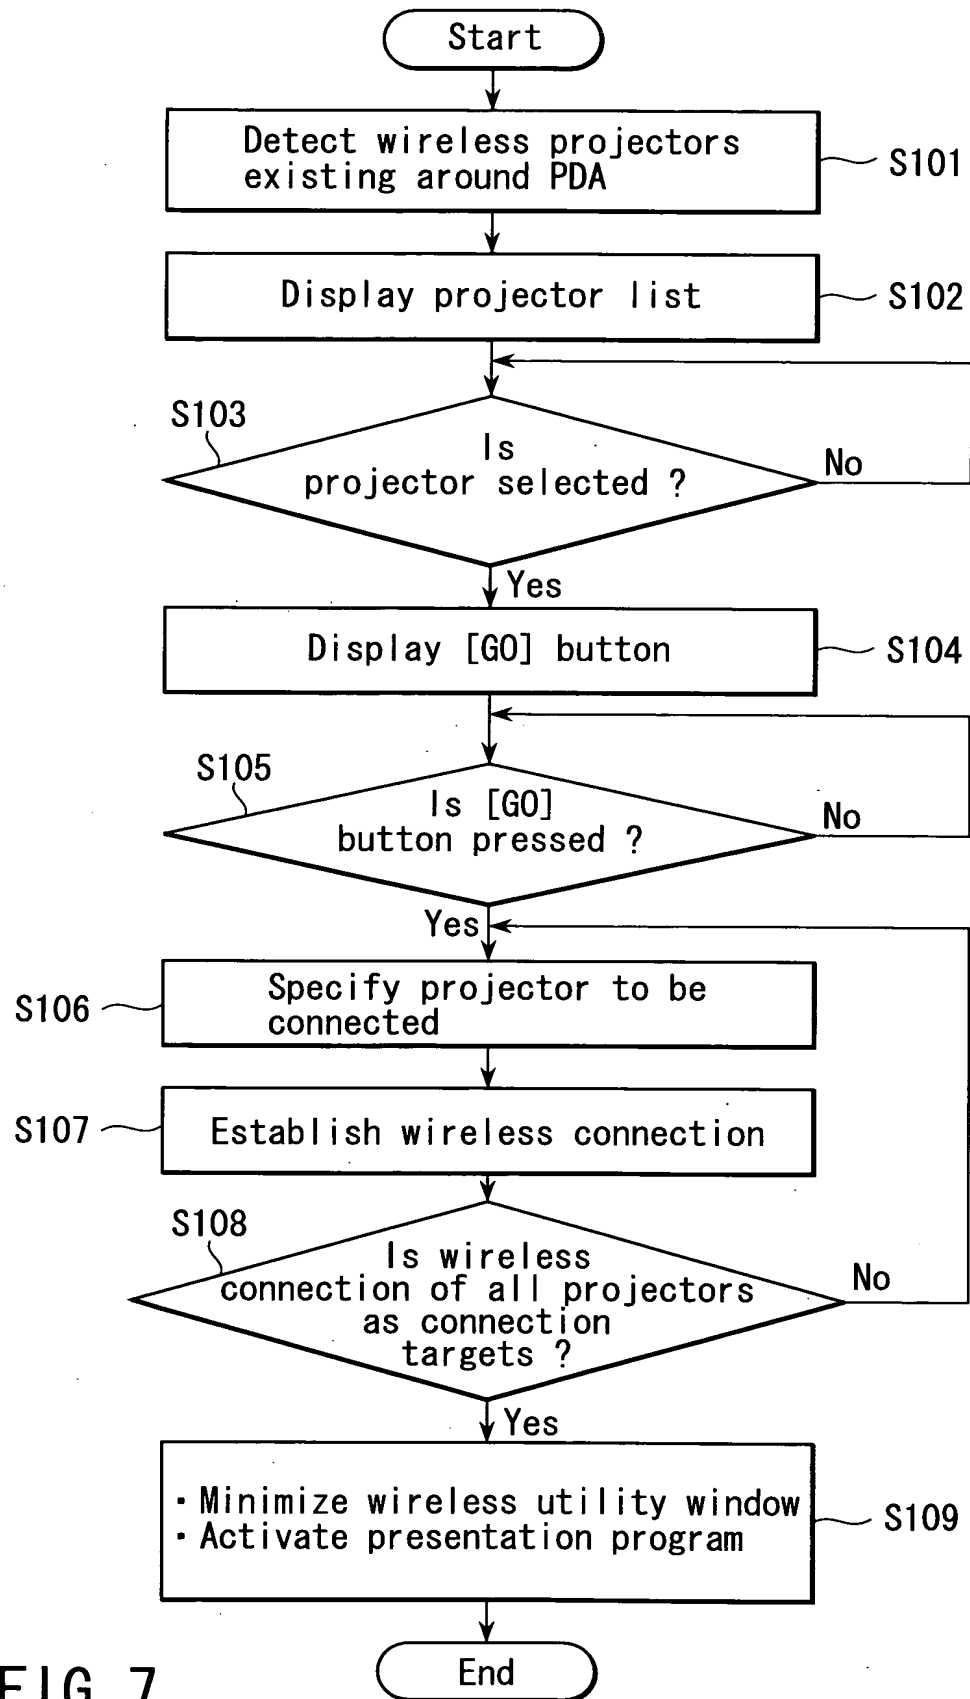 Start
Detect wireless projectors
existing around PDA
S101
Display projector list
S102
S103
Is
projector selected ?
No
Yes
Display [GO] button
S104
S105
Is [GO]
button pressed ?
No
Yes
S106
Specify projector to be
connected
S107
Establish wireless connection
S108
Is wireless
connection of all projectors
as connection
targets ?
No
Yes
・Minimize wireless utility window
・Activate presentation program
S109
End
FIG. 7